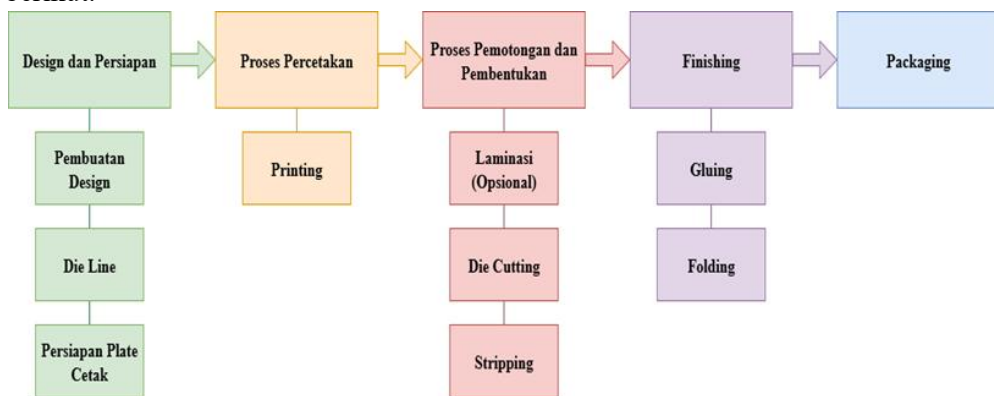 Design dan Persiapan
Proses Percetakan
Proses Pemotongan dan
Pembentukan
Finishing
Packaging
Pembuatan
Design
Printing
Laminasi
(Opsional)
Gluing
Die Line
Die Cutting
Folding
Persiapan Plate
Cetak
Stripping